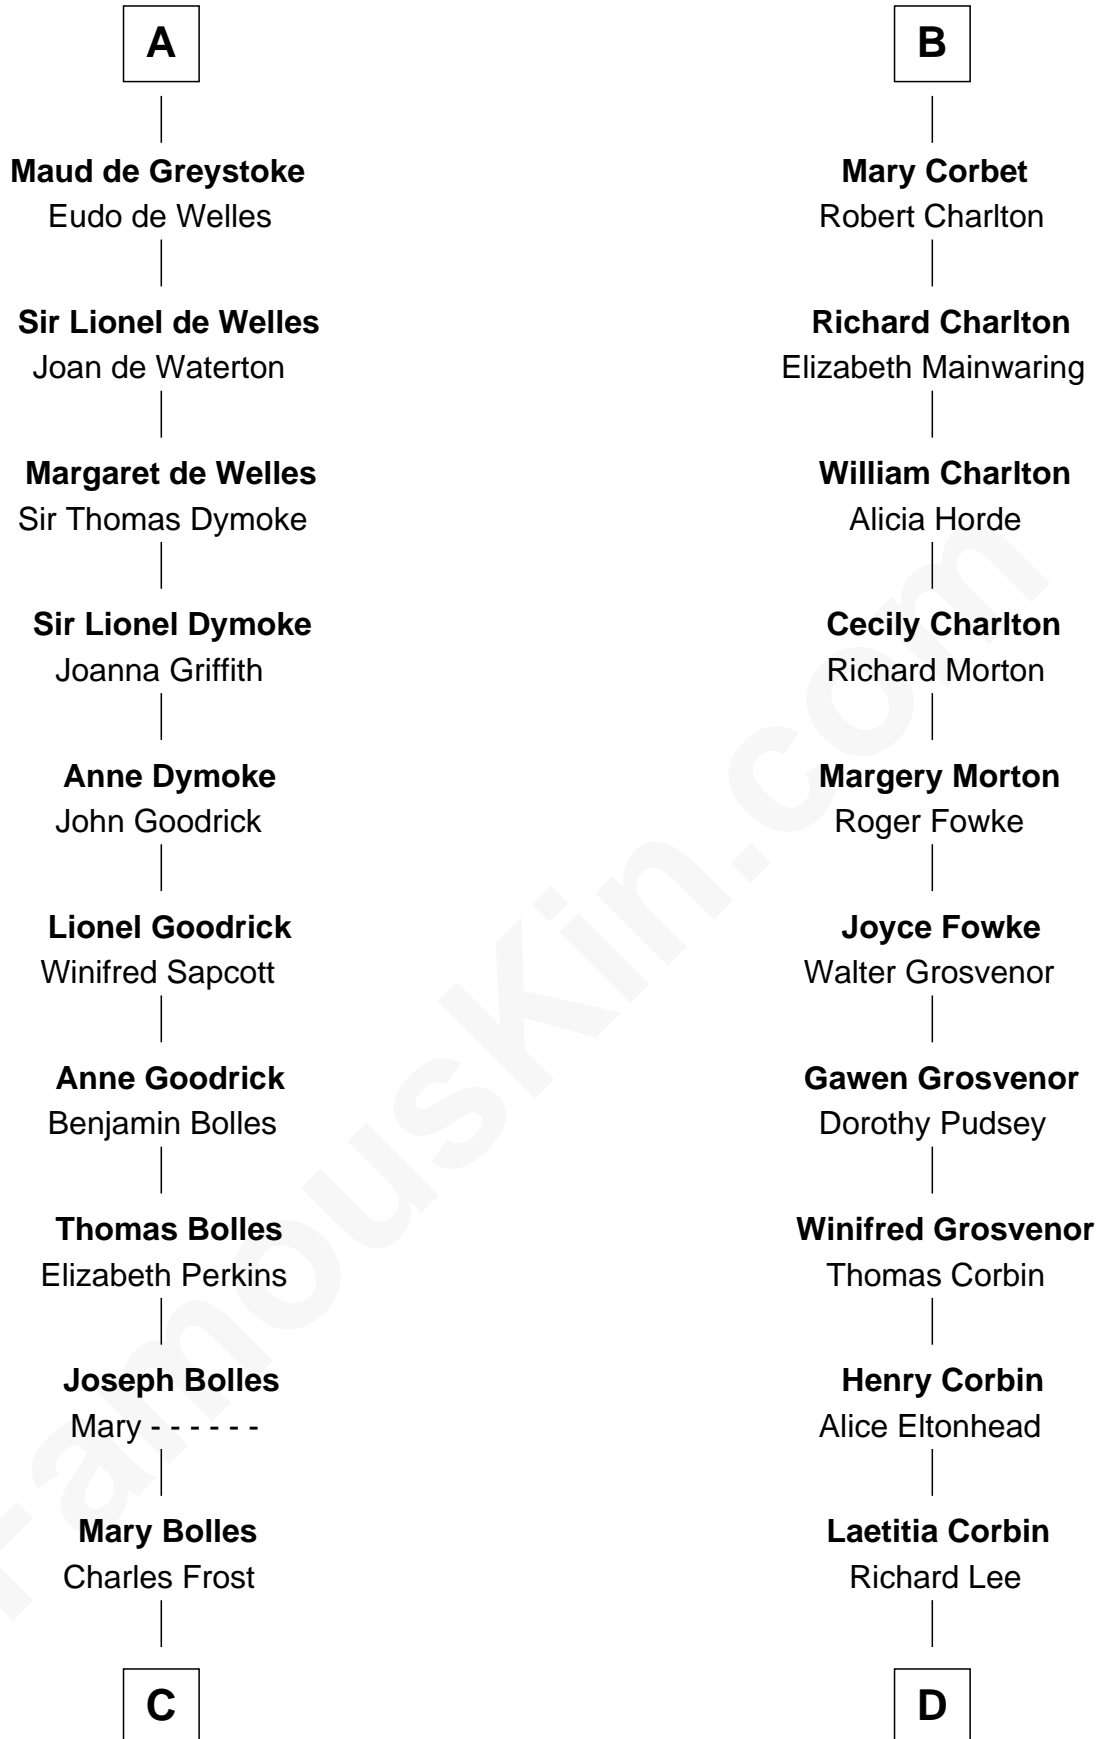 A
Maud de Greystoke
Eudo de Welles
Sir Lionel de Welles
Joan de Waterton
Margaret de Welles
Sir Thomas Dymoke
Sir Lionel Dymoke
Joanna Griffith
Anne Dymoke
John Goodrick
Lionel Goodrick
Winifred Sapcott
Anne Goodrick
Benjamin Bolles
Thomas Bolles
Elizabeth Perkins
Joseph Bolles
Mary - - - - - -
Mary Bolles
Charles Frost
C
B
Mary Corbet
Robert Charlton
Richard Charlton
Elizabeth Mainwaring
William Charlton
Alicia Horde
Cecily Charlton
Richard Morton
Margery Morton
Roger Fowke
Joyce Fowke
Walter Grosvenor
Gawen Grosvenor
Dorothy Pudsey
Winifred Grosvenor
Thomas Corbin
Henry Corbin
Alice Eltonhead
Laetitia Corbin
Richard Lee
D
FamousKin.com